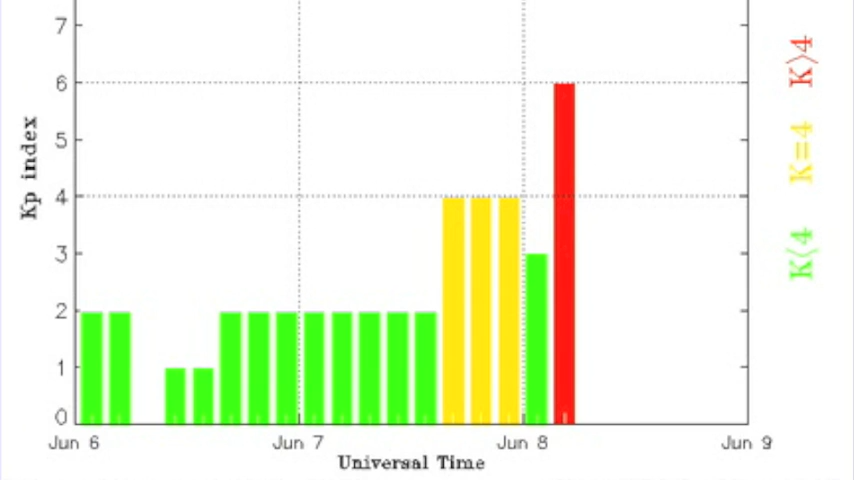 7
6
5
4
3
2
1
0
Kp index
Jun 6
Jun 7
Jun 8
Jun 9
Universal Time
K>4
K=4
K<4